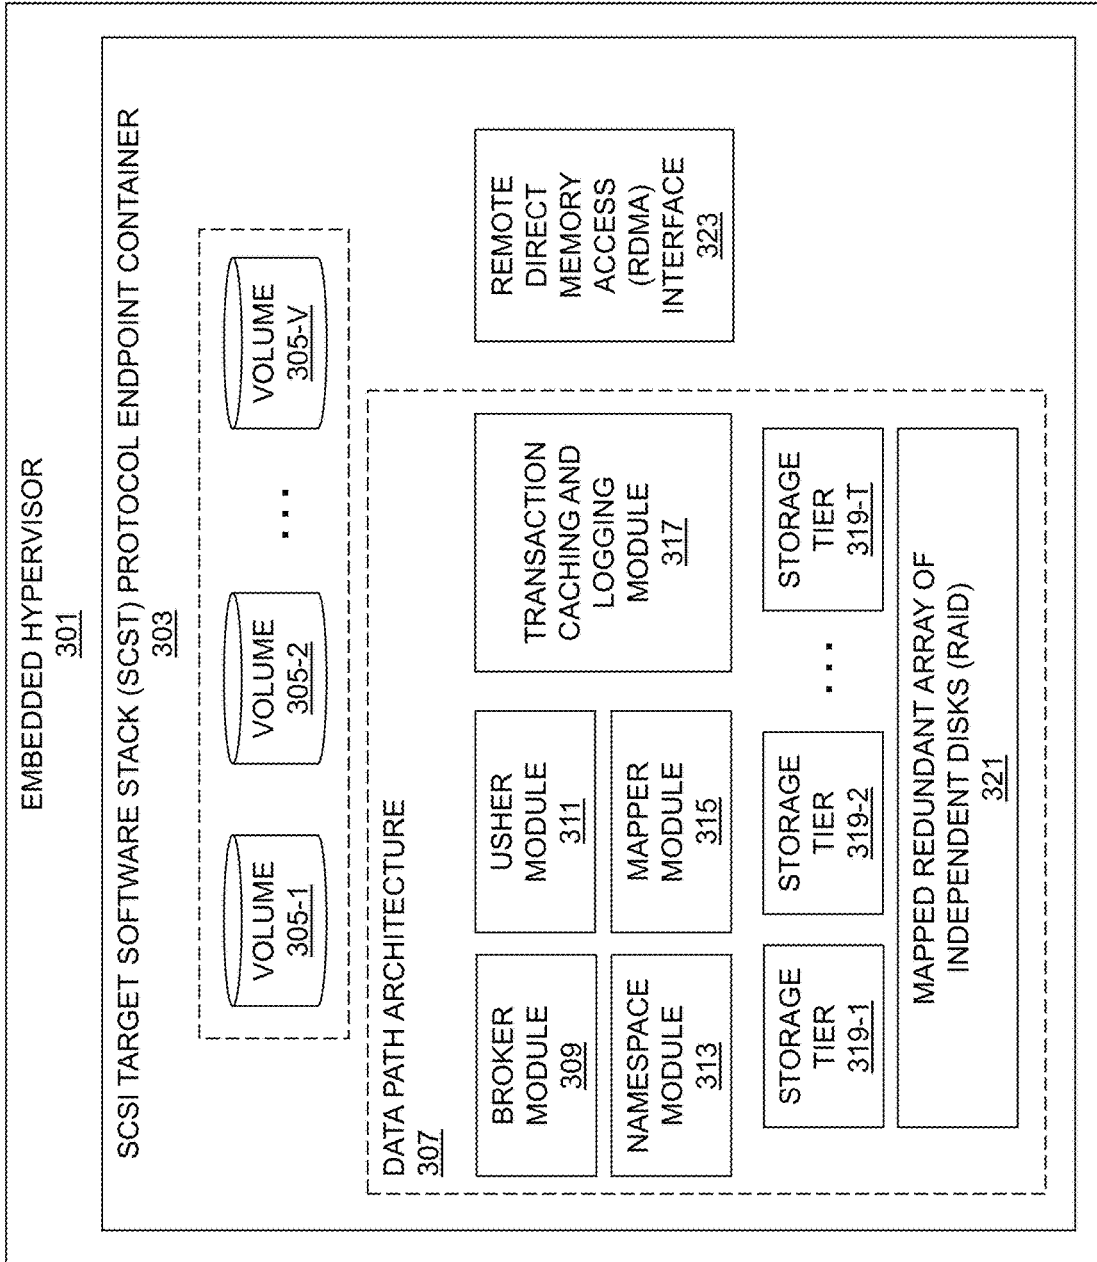 EMBEDDED HYPERVISOR
301
SCSI TARGET SOFTWARE STACK (SCST) PROTOCOL ENDPOINT CONTAINER
303
VOLUME
305-1
VOLUME
305-2
...
VOLUME
305-V
DATA PATH ARCHITECTURE
307
BROKER
MODULE
309
USHER
MODULE
311
NAMESPACE
MODULE
313
MAPPER
MODULE
315
TRANSACTION
CACHING AND
LOGGING
MODULE
317
REMOTE
DIRECT
MEMORY
ACCESS
(RDMA)
INTERFACE
323
STORAGE
TIER
319-1
STORAGE
TIER
319-2
...
STORAGE
TIER
319-T
MAPPED REDUNDANT ARRAY OF
INDEPENDENT DISKS (RAID)
321